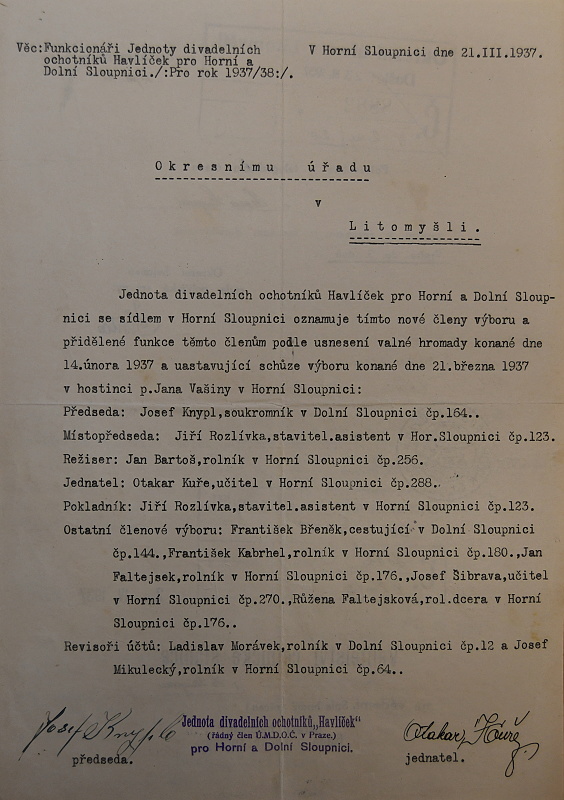 Věc:Funkcionáři Jednoty divadelních
ochotníků Havlíček pro Horní a
Dolní Sloupnici./:Pro rok 1937/38:/.
V Horní Sloupnici dne 21.III.1937.
Okresnímu úřadu
v
Litomyšli.
Jednota divadelních ochotníků Havlíček pro Horní a Dolní Sloup-
nici se sídlem v Horní Sloupnici oznamuje tímto nové členy výboru a
přidělené funkce těmto členům podle usnesení valné hromady konané dne
14.února 1937 a uastavující schůze výboru konané dne 21.března 1937
v hostinci p.Jana Vašiny v Horní Sloupnici:
Předseda: Josef Knypl,soukromník v Dolní Sloupnici čp.164..
Místopředseda: Jiří Rozlívka,stavitel.asistent v Hor.Sloupnici čp.123.
Režiser: Jan Bartoš,rolník v Horní Sloupnici čp.256.
Jednatel: Otakar Kuře,učitel v Horní Sloupnici čp.288..
Pokladník: Jiří Rozlívka,stavitel.asistent v Horní Sloupnici čp.123.
Ostatní členové výboru: František Břeněk,cestující v Dolní Sloupnici
čp.144.,František Kabrhel,rolník v Horní Sloupnici čp.180.,Jan
Faltejsek,rolník v Horní Sloupnici čp.176.,Josef Šibrava,učitel
v Horní Sloupnici čp.270.,Růžena Faltejsková,rol.dcera v Horní
Sloupnici čp.176..
Revisoři účtů: Ladislav Morávek,rolník v Dolní Sloupnici čp.12 a Josef
Mikulecký,rolník v Horní Sloupnici čp.64..
Josef Knypl
předseda.
Jednota divadelních ochotníků„Havlíček"
(řádný člen Ú.M.D.O.Č. v Praze.)
pro Horní a Dolní Sloupnici.
Otakar Kuře
jednatel.